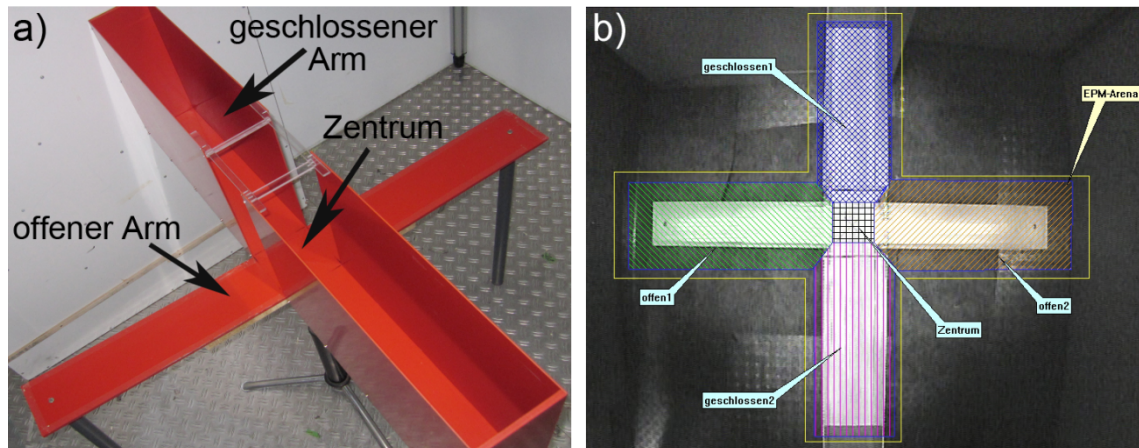 a)
geschlossener
Arm
Zentrum
offener Arm
b)
geschlossen1
EPM-Arena
offen1
offen2
Zentrum
geschlossen2